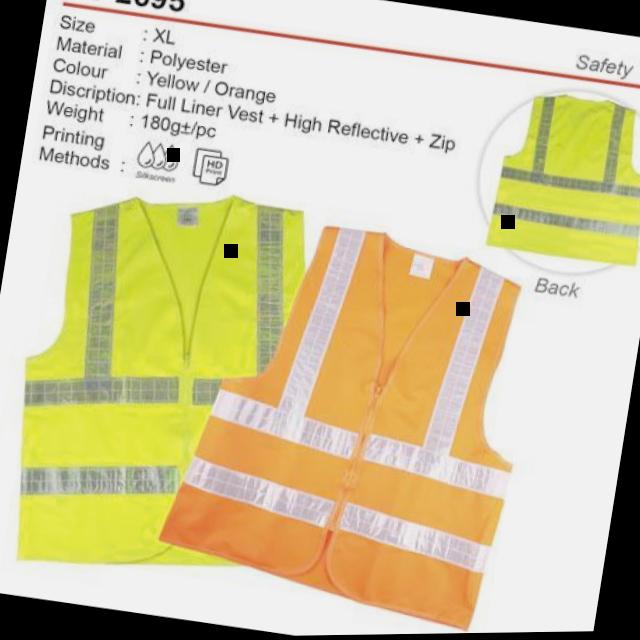 Safety
Size : XL
Material : Polyester
Colour : Yellow / Orange
Discription: Full Liner Vest + High Reflective + Zip
Weight : 180g±/pc
Printing
Methods :
Silkscreen
HD
Print
Back